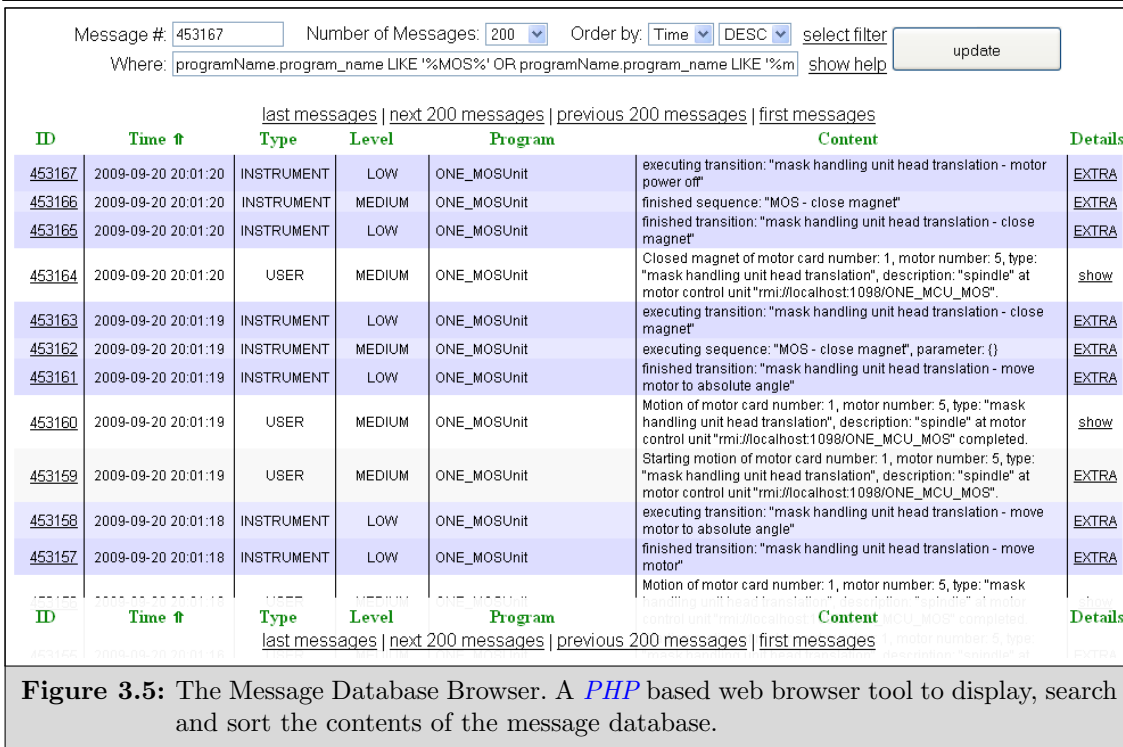 Message #: 453167 Number of Messages: 200 Order by: Time DESC select filter update
Where: programName.program_name LIKE '%MOS%' OR programName.program_name LIKE '%m show help
last messages | next 200 messages | previous 200 messages | first messages
ID Time ⇑ Type Level Program Content Details
453167 2009-09-20 20:01:20 INSTRUMENT LOW ONE_MOSUnit executing transition: "mask handling unit head translation - motor
power off" EXTRA
453166 2009-09-20 20:01:20 INSTRUMENT MEDIUM ONE_MOSUnit finished sequence: "MOS - close magnet" EXTRA
453165 2009-09-20 20:01:20 INSTRUMENT LOW ONE_MOSUnit finished transition: "mask handling unit head translation - close
magnet" EXTRA
453164 2009-09-20 20:01:20 USER MEDIUM ONE_MOSUnit Closed magnet of motor card number: 1, motor number: 5, type:
"mask handling unit head translation", description: "spindle" at
motor control unit "rmi://localhost:1098/ONE_MCU_MOS". show
453163 2009-09-20 20:01:19 INSTRUMENT LOW ONE_MOSUnit executing transition: "mask handling unit head translation - close
magnet" EXTRA
453162 2009-09-20 20:01:19 INSTRUMENT MEDIUM ONE_MOSUnit executing sequence: "MOS - close magnet", parameter: {} EXTRA
453161 2009-09-20 20:01:19 INSTRUMENT LOW ONE_MOSUnit finished transition: "mask handling unit head translation - move
motor to absolute angle" EXTRA
453160 2009-09-20 20:01:19 USER MEDIUM ONE_MOSUnit Motion of motor card number: 1, motor number: 5, type: "mask
handling unit head translation", description: "spindle" at motor
control unit "rmi://localhost:1098/ONE_MCU_MOS" completed. show
453159 2009-09-20 20:01:19 USER MEDIUM ONE_MOSUnit Starting motion of motor card number: 1, motor number: 5, type:
"mask handling unit head translation", description: "spindle" at
motor control unit "rmi://localhost:1098/ONE_MCU_MOS". EXTRA
453158 2009-09-20 20:01:18 INSTRUMENT LOW ONE_MOSUnit executing transition: "mask handling unit head translation - move
motor to absolute angle" EXTRA
453157 2009-09-20 20:01:18 INSTRUMENT LOW ONE_MOSUnit finished transition: "mask handling unit head translation - move
motor" EXTRA
Motion of motor card number: 1, motor number: 5, type: "mask
ID Time ⇑ Type Level Program Content Details
last messages | next 200 messages | previous 200 messages | first messages
Figure 3.5: The Message Database Browser. A PHP based web browser tool to display, search
and sort the contents of the message database.